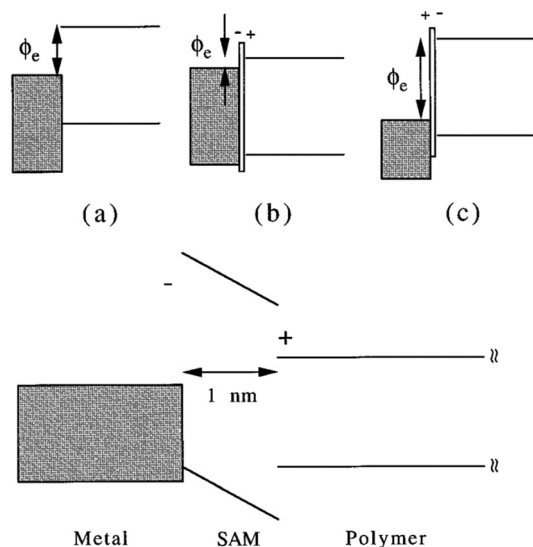 ϕe - + + -
ϕe
ϕe
(a) (b) (c)
-
+
1 nm
Metal SAM Polymer